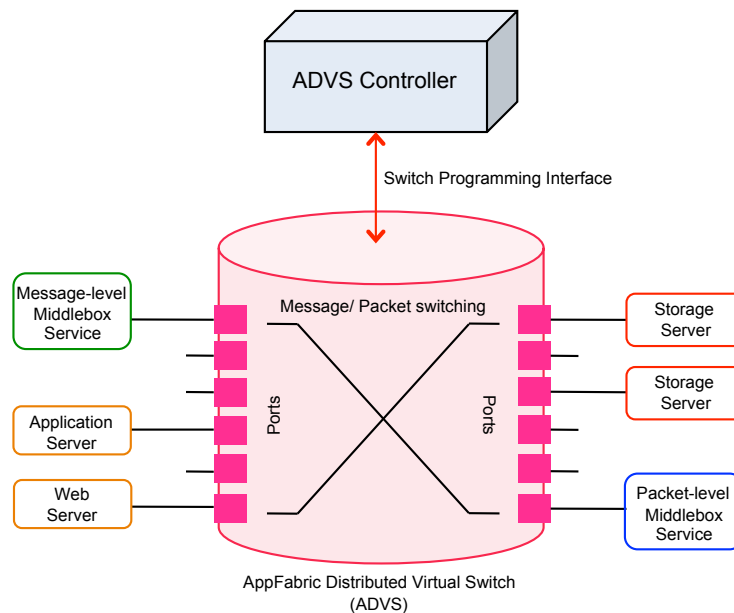 ADVS Controller
Switch Programming Interface
Message/ Packet switching
Message-level
Middlebox
Service
Application
Server
Web
Server
Ports
Ports
Storage
Server
Storage
Server
Packet-level
Middlebox
Service
AppFabric Distributed Virtual Switch
(ADVS)